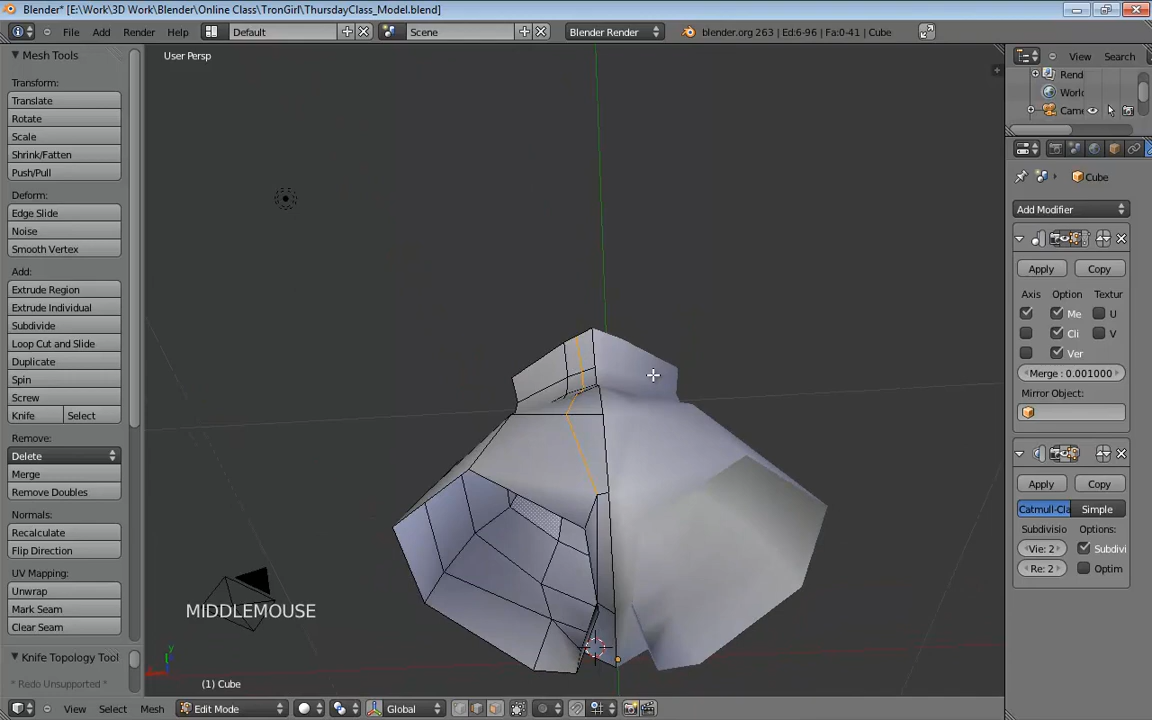 Blender* [E:\Work\3D Work\Blender\Online Class\TronGirl\ThursdayClass_Model.blend]
File Add Render Window Help Default Scene Blender Render blender.org 263 | Ed:6-96 | Fa:0-41 | Cube
Mesh Tools
User Persp
View Search
Transform:
Rend
Translate
World
Rotate
Came
Scale
Shrink/Fatten
Push/Pull
Cube
Deform:
Add Modifier
Edge Slide
Noise
Smooth Vertex
Apply Copy
Add:
Axis Option Textur
Extrude Region
Me U
Extrude Individual
Cli V
Subdivide
Ver
Loop Cut and Slide
Merge : 0.001000
Duplicate
Mirror Object:
Spin
Screw
Knife Select
Remove:
Delete
Merge
Apply Copy
Remove Doubles
Catmull-Cla Simple
Normals:
Subdivisio Options:
Recalculate
Vie: 2 Subdivi
Flip Direction
Re: 2 Optim
UV Mapping:
Unwrap
MIDDLEMOUSE
Mark Seam
Clear Seam
Knife Topology Tool
y
x
* Redo Unsupported *
(1) Cube
View Select Mesh Edit Mode Global